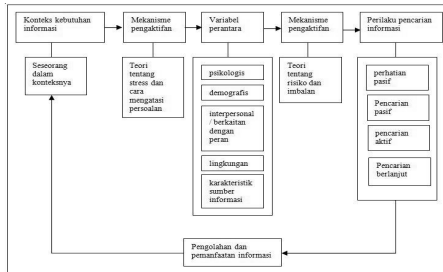 Konteks kebutuhan
informasi
Mekanisme
pengaktifan
Variabel
perantara
Mekanisme
pengaktifan
Perilaku pencarian
informasi
Seseorang
dalam
konteksnya
Teori
tentang
stress dan
cara
mengatasi
persoalan
psikologis
demografis
interpersonal
/ berkaitan
dengan
peran
lingkungan
karakteristik
sumber
informasi
Teori
tentang
risiko dan
imbalan
perhatian
pasif
Pencarian
pasif
pencarian
aktif
Pencarian
berlanjut
Pengolahan dan
pemanfaatan informasi